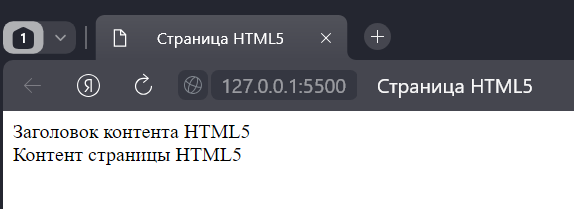 1
Страница HTML5
Я
127.0.0.1:5500 Страница HTML5
Заголовок контента HTML5
Контент страницы HTML5